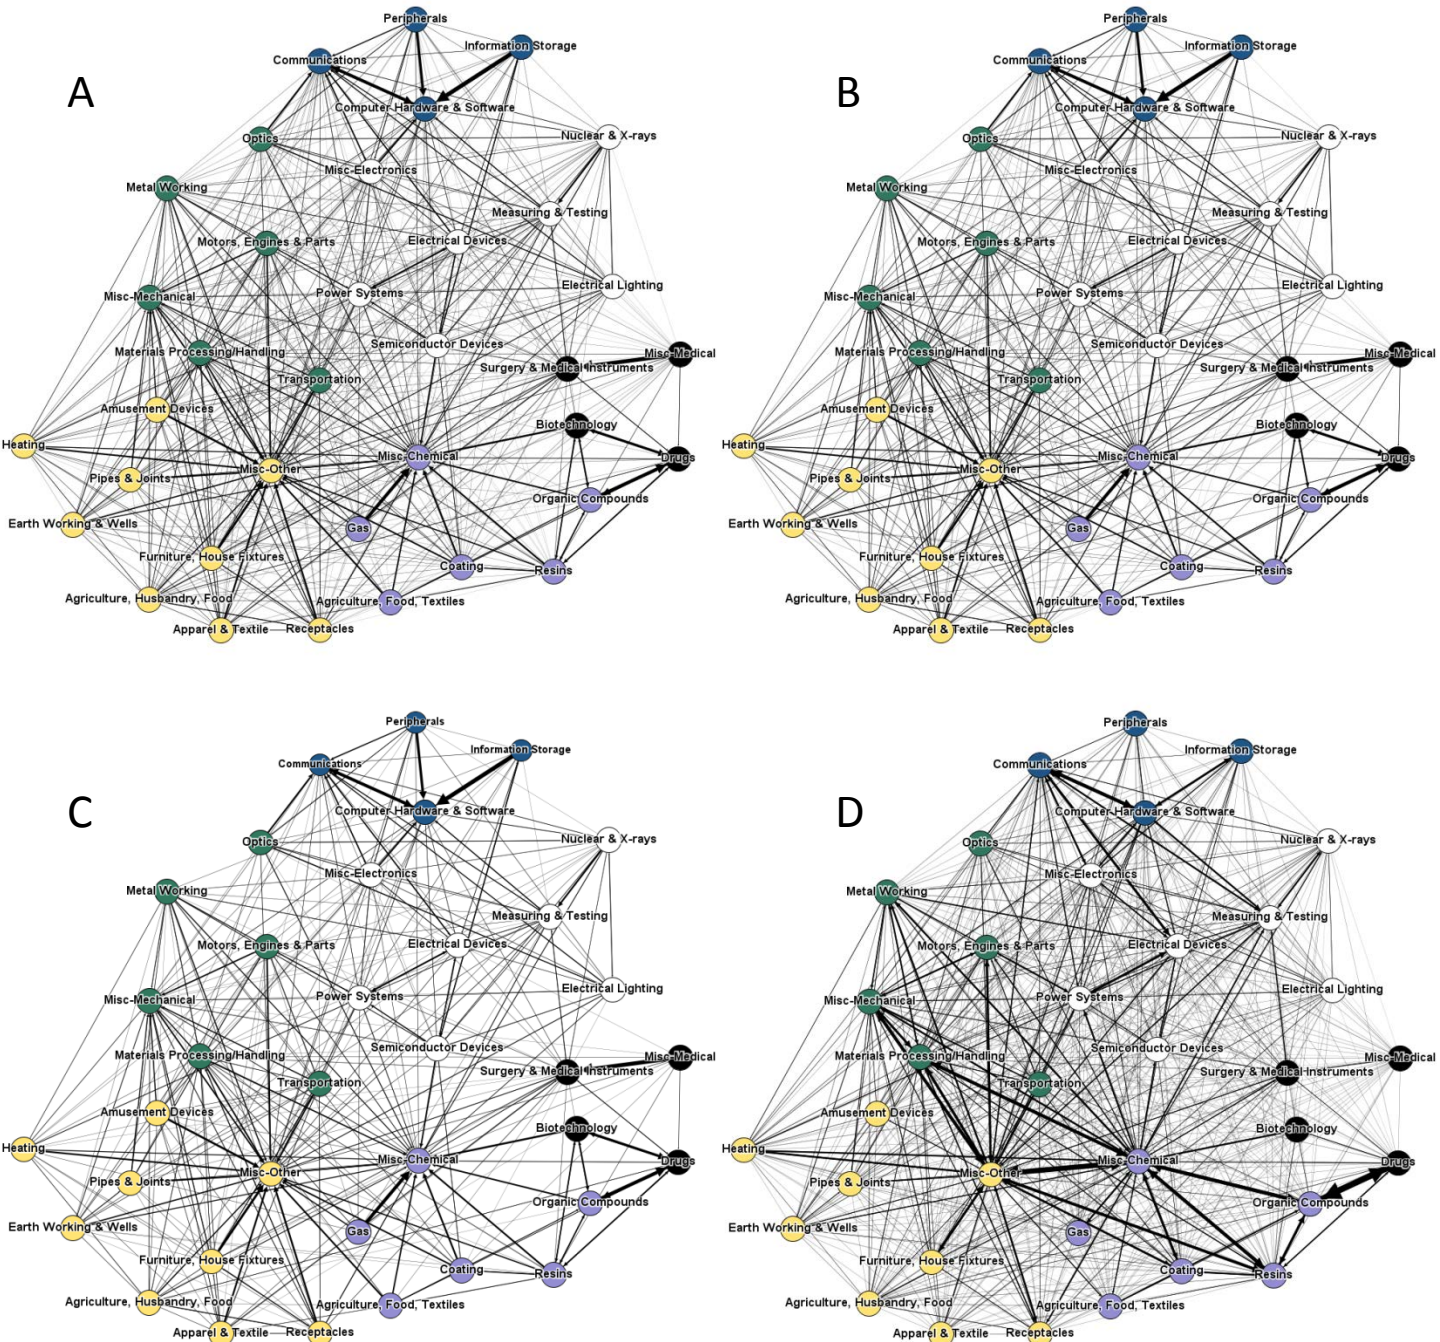 A
Peripherals
Information Storage
Communications
Computer Hardware & Software
Optics
Nuclear & X-rays
Misc-Electronics
Metal Working
Measuring & Testing
Motors, Engines & Parts
Electrical Devices
Misc-Mechanical
Power Systems
Electrical Lighting
Materials Processing/Handling
Semiconductor Devices
Misc-Medical
Surgery & Medical Instruments
Transportation
Amusement Devices
Biotechnology
Heating
Misc-Other
Misc-Chemical
Drugs
Pipes & Joints
Organic Compounds
Earth Working & Wells
Gas
Furniture, House Fixtures
Coating
Resins
Agriculture, Husbandry, Food
Agriculture, Food, Textiles
Apparel & Textile
Receptacles
B
Peripherals
Information Storage
Communications
Computer Hardware & Software
Optics
Nuclear & X-rays
Misc-Electronics
Metal Working
Measuring & Testing
Motors, Engines & Parts
Electrical Devices
Misc-Mechanical
Power Systems
Electrical Lighting
Materials Processing/Handling
Semiconductor Devices
Misc-Medical
Surgery & Medical Instruments
Transportation
Amusement Devices
Biotechnology
Heating
Misc-Other
Misc-Chemical
Drugs
Pipes & Joints
Organic Compounds
Earth Working & Wells
Gas
Furniture, House Fixtures
Coating
Resins
Agriculture, Husbandry, Food
Agriculture, Food, Textiles
Apparel & Textile
Receptacles
C
Peripherals
Information Storage
Communications
Computer Hardware & Software
Optics
Nuclear & X-rays
Misc-Electronics
Metal Working
Measuring & Testing
Motors, Engines & Parts
Electrical Devices
Misc-Mechanical
Power Systems
Electrical Lighting
Materials Processing/Handling
Semiconductor Devices
Misc-Medical
Surgery & Medical Instruments
Transportation
Amusement Devices
Biotechnology
Heating
Misc-Other
Misc-Chemical
Drugs
Pipes & Joints
Organic Compounds
Earth Working & Wells
Gas
Furniture, House Fixtures
Coating
Resins
Agriculture, Husbandry, Food
Agriculture, Food, Textiles
Apparel & Textile
Receptacles
D
Peripherals
Information Storage
Communications
Computer Hardware & Software
Optics
Nuclear & X-rays
Misc-Electronics
Metal Working
Measuring & Testing
Motors, Engines & Parts
Electrical Devices
Misc-Mechanical
Power Systems
Electrical Lighting
Materials Processing/Handling
Semiconductor Devices
Misc-Medical
Surgery & Medical Instruments
Transportation
Amusement Devices
Biotechnology
Heating
Misc-Other
Misc-Chemical
Drugs
Pipes & Joints
Organic Compounds
Earth Working & Wells
Gas
Furniture, House Fixtures
Coating
Resins
Agriculture, Husbandry, Food
Agriculture, Food, Textiles
Apparel & Textile
Receptacles